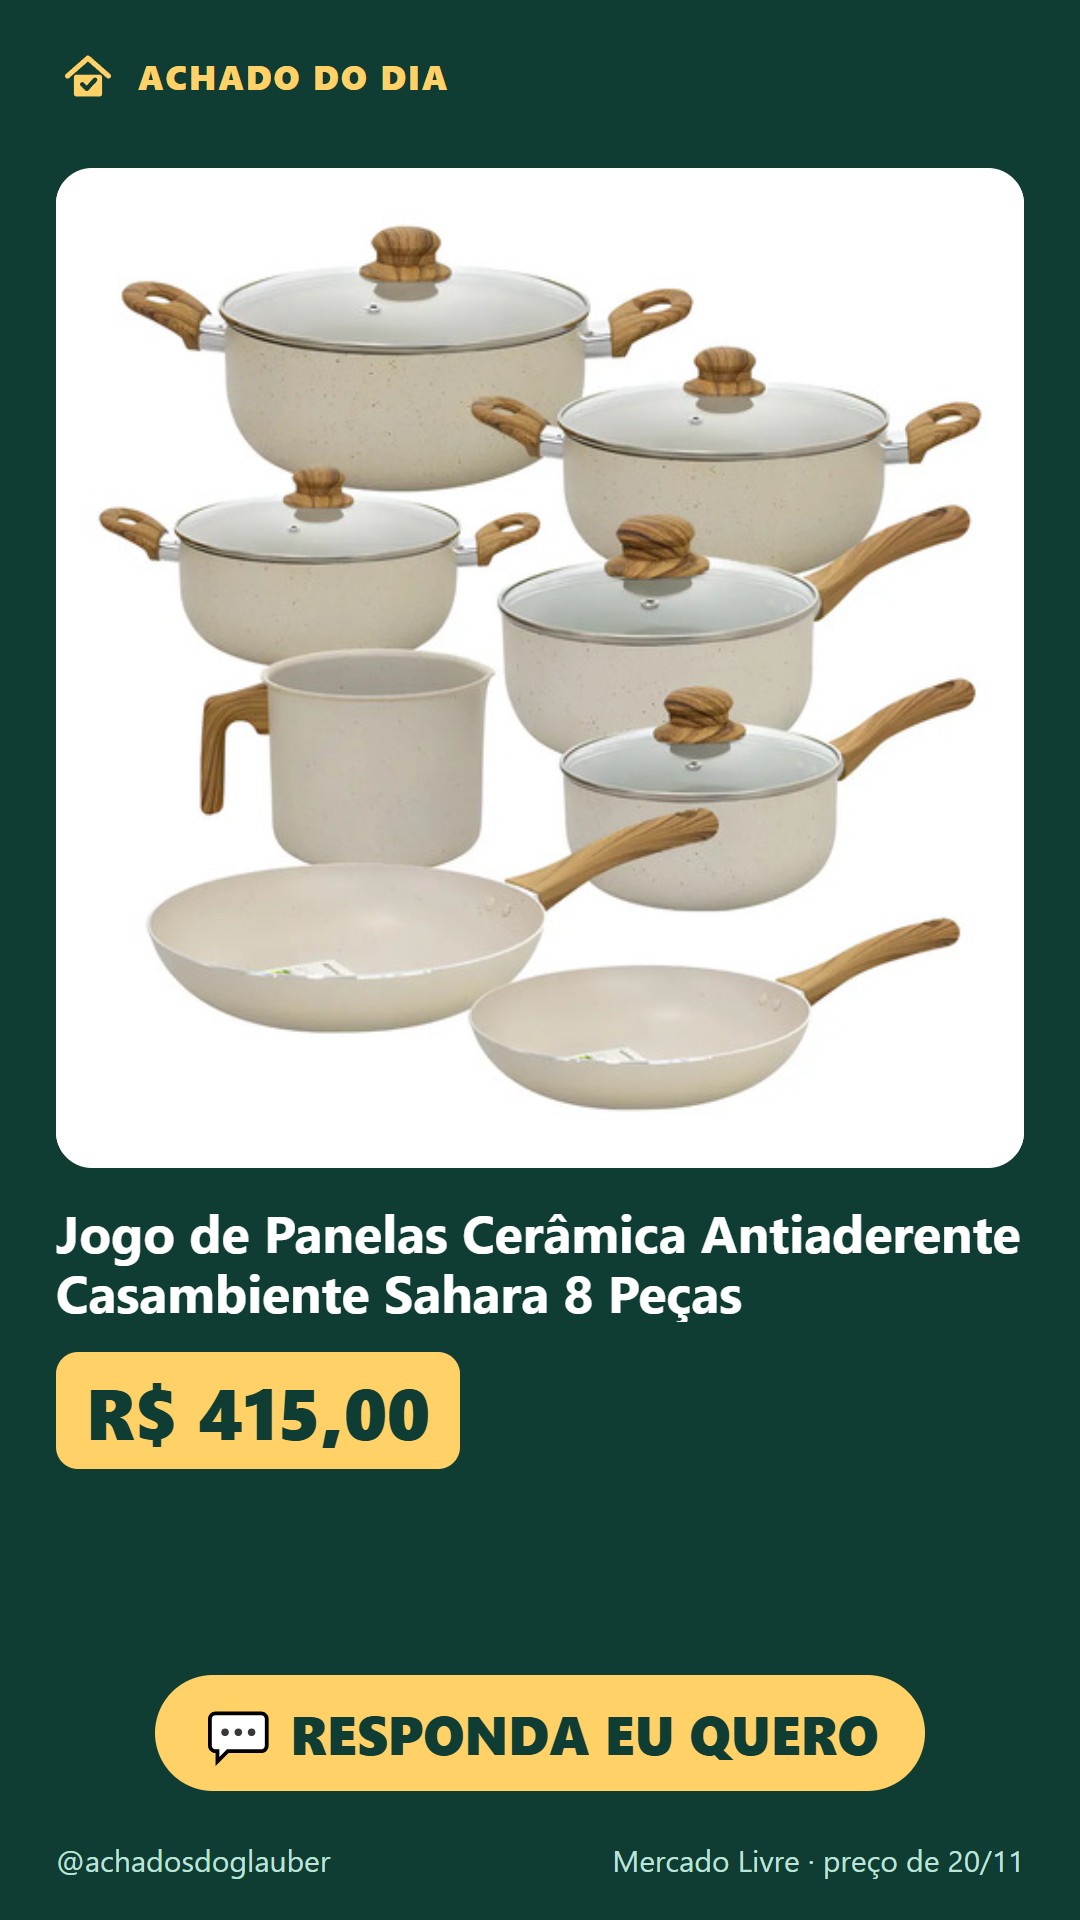 ACHADO DO DIA
Jogo de Panelas Cerâmica Antiaderente
Casambiente Sahara 8 Peças
R$ 415,00
RESPONDA EU QUERO
@achadosdoglauber
Mercado Livre · preço de 20/11